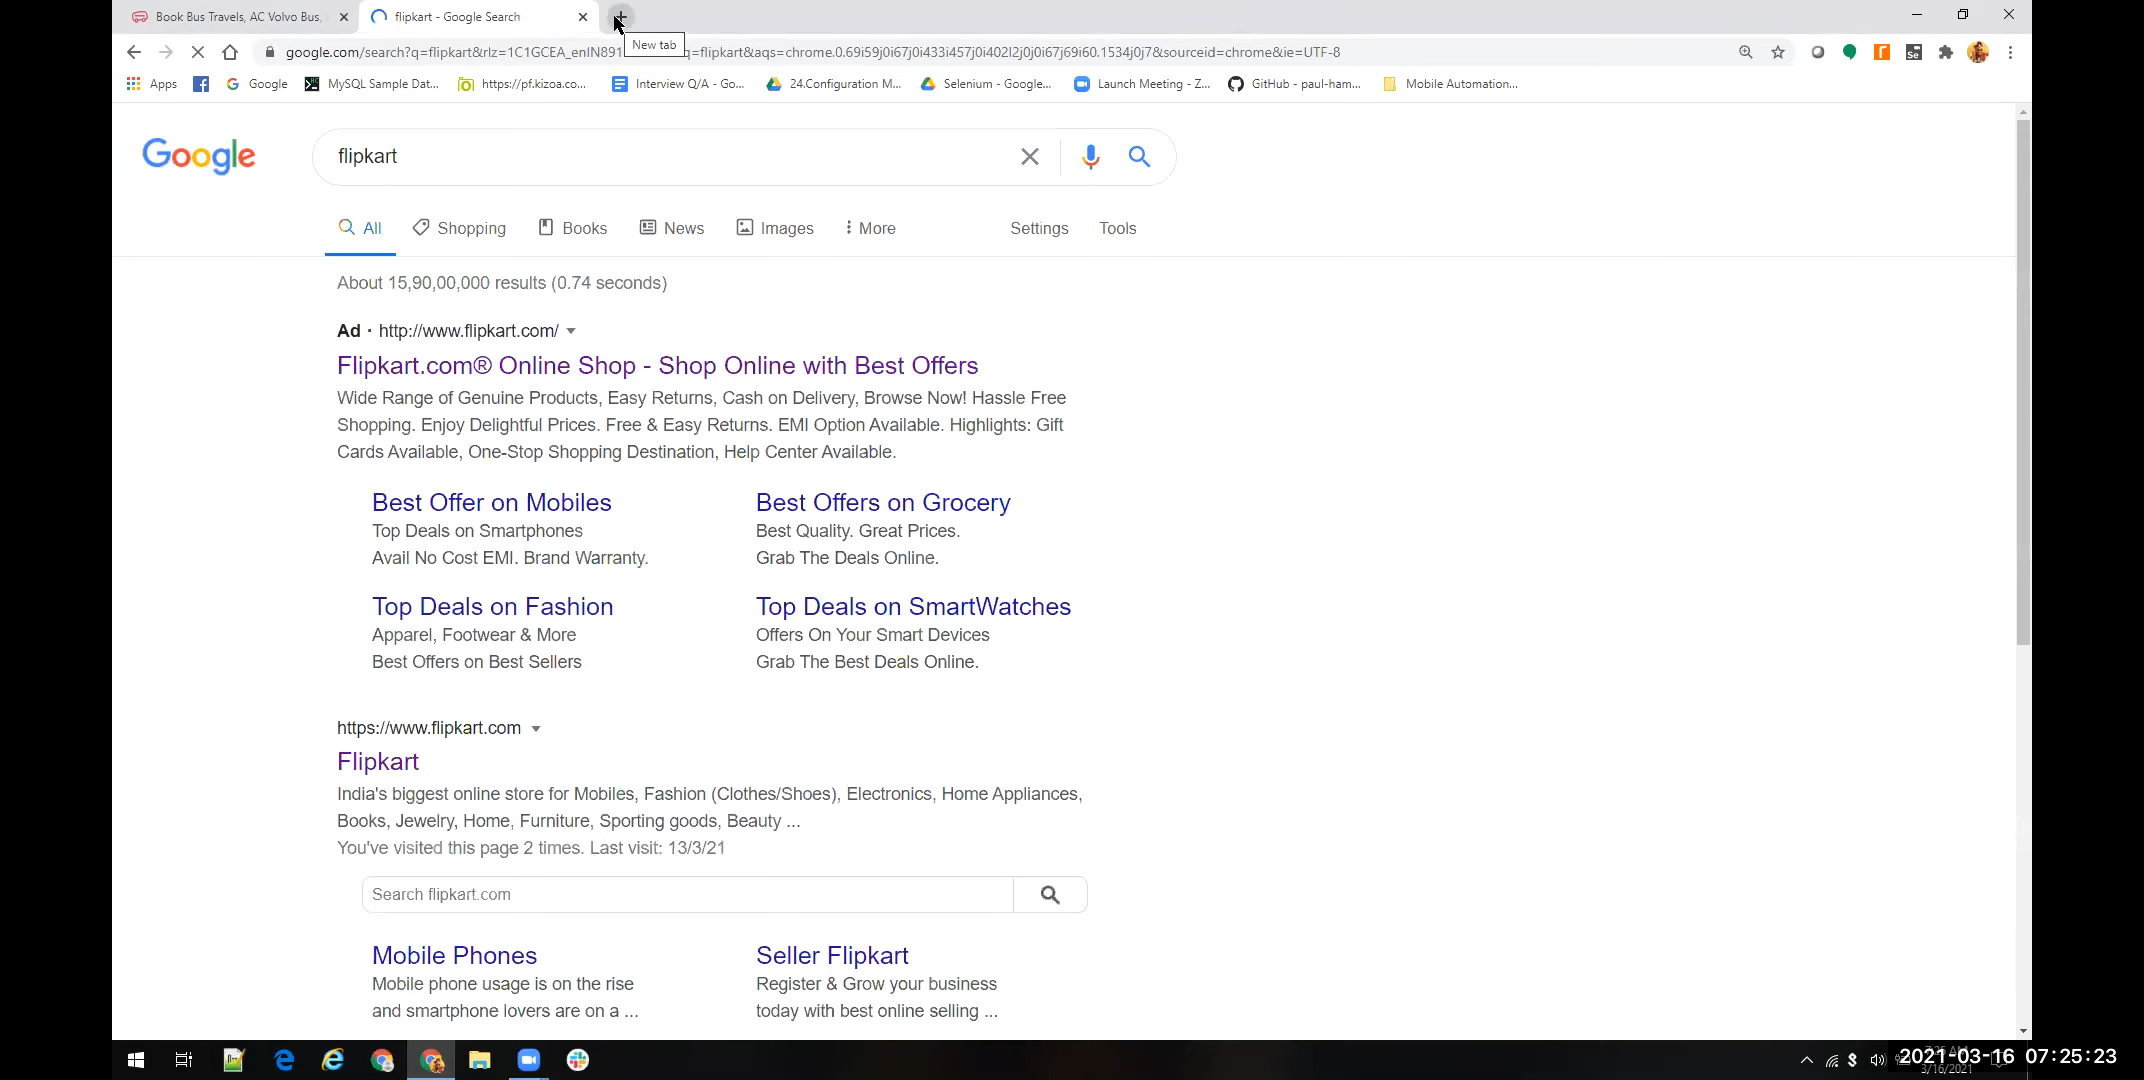 Book Bus Travels, AC Volvo Bus,
flipkart - Google Search
New tab
google.com/search?q=flipkart&rlz=1C1GCEA_enIN891
q=flipkart&aqs=chrome.0.69i59j0i67j0i433i457j0i402l2j0j0i67j69i60.1534j0j7&sourceid=chrome&ie=UTF-8
Apps
Google
MySQL Sample Dat...
https://pf.kizoa.co...
Interview Q/A - Go...
24.Configuration M...
Selenium - Google...
Launch Meeting - Z...
GitHub - paul-ham...
Mobile Automation...
Google
flipkart
All
Shopping
Books
News
Images
More
Settings
Tools
About 15,90,00,000 results (0.74 seconds)
Ad · http://www.flipkart.com/
Flipkart.com® Online Shop - Shop Online with Best Offers
Wide Range of Genuine Products, Easy Returns, Cash on Delivery, Browse Now! Hassle Free
Shopping. Enjoy Delightful Prices. Free & Easy Returns. EMI Option Available. Highlights: Gift
Cards Available, One-Stop Shopping Destination, Help Center Available.
Best Offer on Mobiles
Top Deals on Smartphones
Avail No Cost EMI. Brand Warranty.
Best Offers on Grocery
Best Quality. Great Prices.
Grab The Deals Online.
Top Deals on Fashion
Apparel, Footwear & More
Best Offers on Best Sellers
Top Deals on SmartWatches
Offers On Your Smart Devices
Grab The Best Deals Online.
https://www.flipkart.com
Flipkart
India's biggest online store for Mobiles, Fashion (Clothes/Shoes), Electronics, Home Appliances,
Books, Jewelry, Home, Furniture, Sporting goods, Beauty ...
You've visited this page 2 times. Last visit: 13/3/21
Search flipkart.com
Mobile Phones
Mobile phone usage is on the rise
and smartphone lovers are on a ...
Seller Flipkart
Register & Grow your business
today with best online selling ...
2021-03-16 07:25:23
3/16/2021